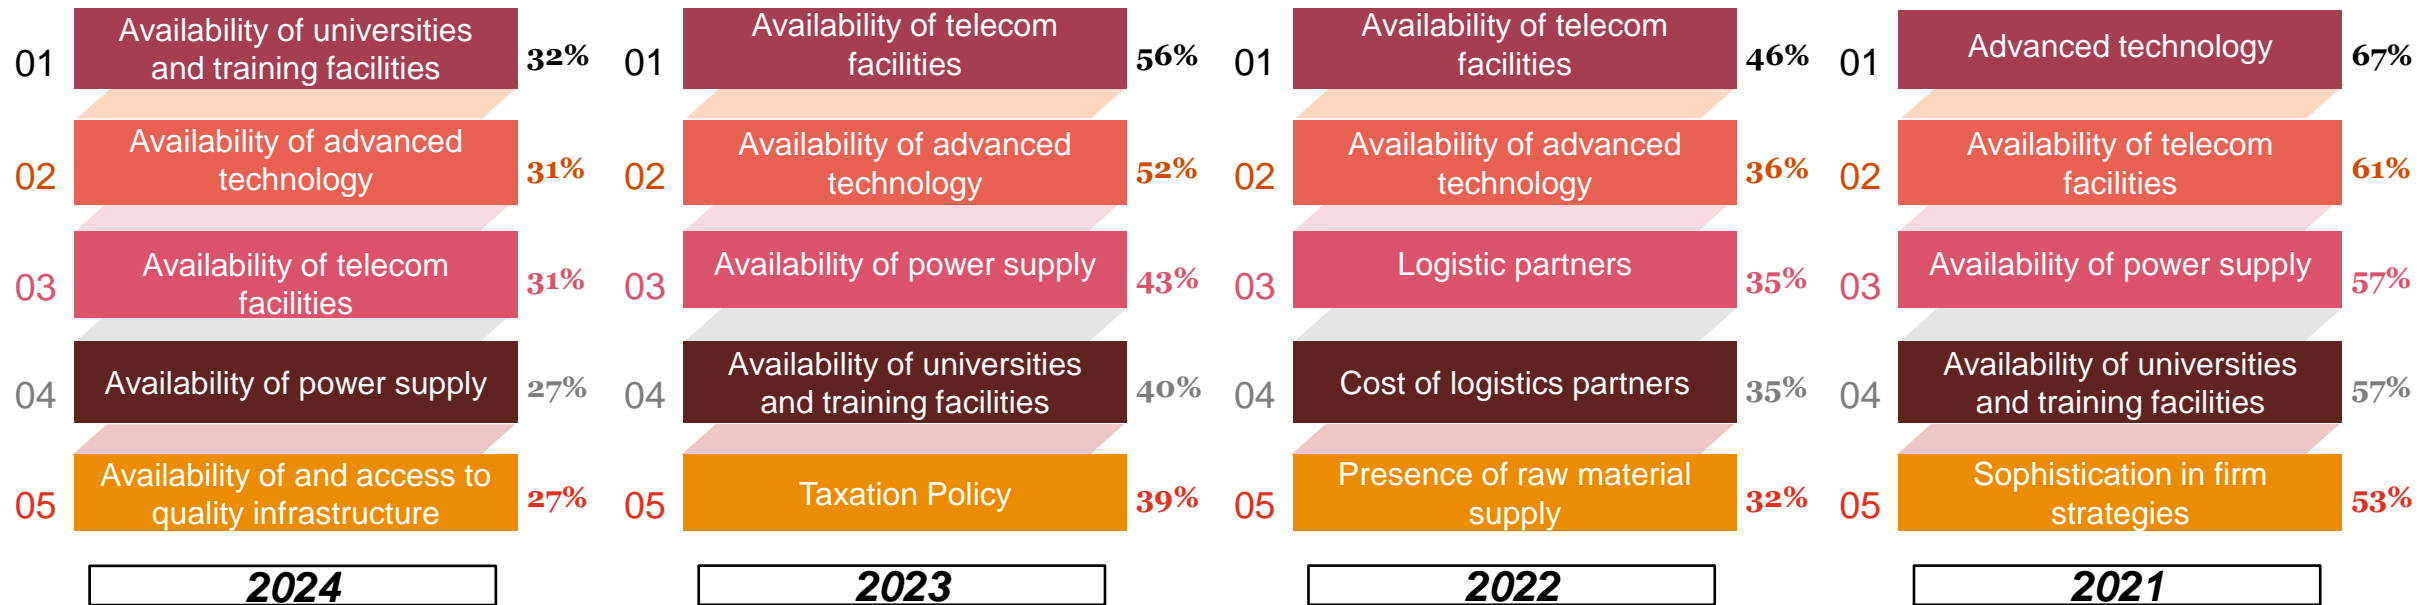 01
Availability of universities
and training facilities
32%
02
Availability of advanced
technology
31%
03
Availability of telecom
facilities
31%
04
Availability of power supply
27%
05
Availability of and access to
quality infrastructure
27%
2024
01
Availability of telecom
facilities
56%
02
Availability of advanced
technology
52%
03
Availability of power supply
43%
04
Availability of universities
and training facilities
40%
05
Taxation Policy
39%
2023
01
Availability of telecom
facilities
46%
02
Availability of advanced
technology
36%
03
Logistic partners
35%
04
Cost of logistics partners
35%
05
Presence of raw material
supply
32%
2022
01
Advanced technology
67%
02
Availability of telecom
facilities
61%
03
Availability of power supply
57%
04
Availability of universities
and training facilities
57%
05
Sophistication in firm
strategies
53%
2021